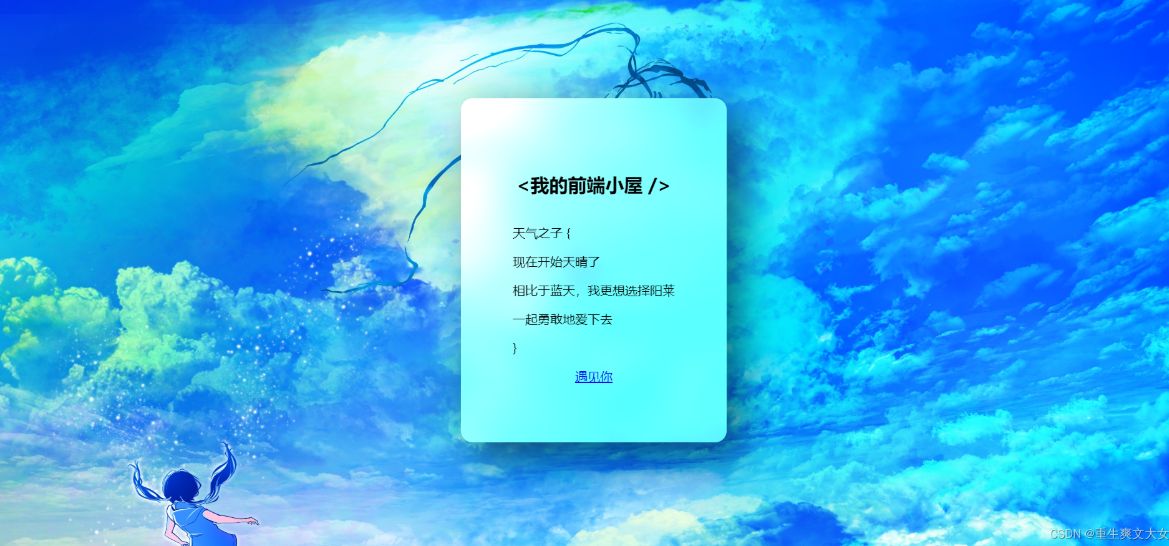 <我的前端小屋 />
天气之子 {
现在开始天晴了
相比于蓝天，我更想选择阳菜
一起勇敢地爱下去
}
遇见你
CSDN @重生爽文大女